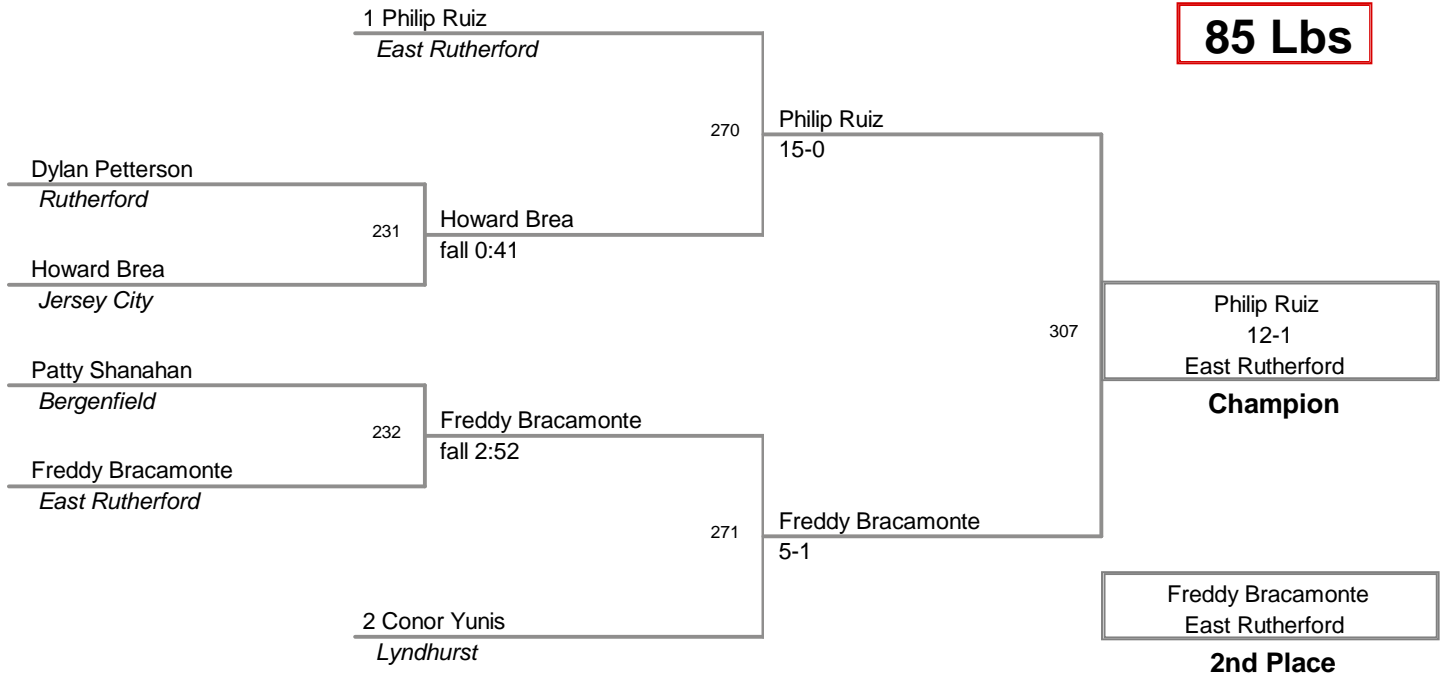 1 Philip Ruiz
East Rutherford
85 Lbs
270
Philip Ruiz
15-0
Dylan Petterson
Rutherford
231
Howard Brea
fall 0:41
Howard Brea
Jersey City
307
Philip Ruiz
12-1
East Rutherford
Champion
Patty Shanahan
Bergenfield
232
Freddy Bracamonte
fall 2:52
Freddy Bracamonte
East Rutherford
271
Freddy Bracamonte
5-1
2 Conor Yunis
Lyndhurst
Freddy Bracamonte
East Rutherford
2nd Place